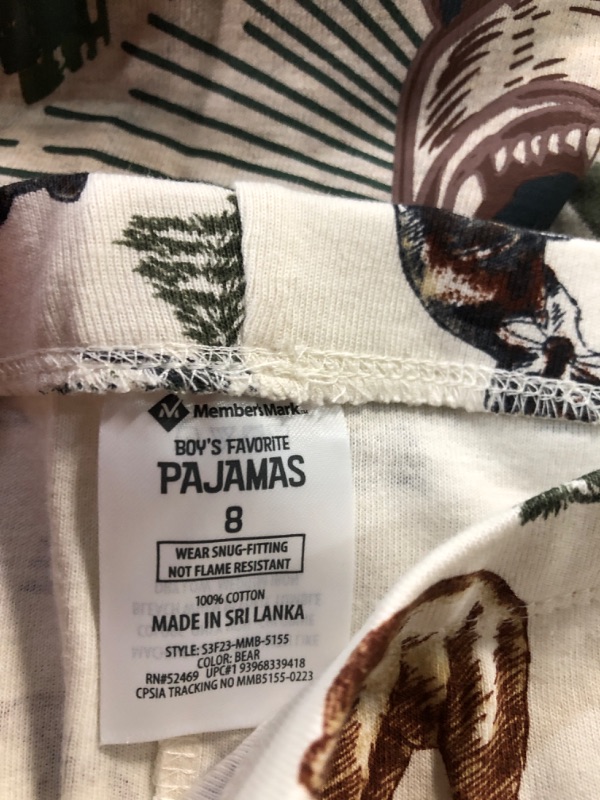 Member's Mark™
BOY'S FAVORITE
PAJAMAS
8
WEAR SNUG-FITTING
NOT FLAME RESISTANT
100% COTTON
MADE IN SRI LANKA
STYLE: S3F23-MMB-5155
COLOR: BEAR
RN#52469 UPC#1 93968339418
CPSIA TRACKING NO MMB5155-0223